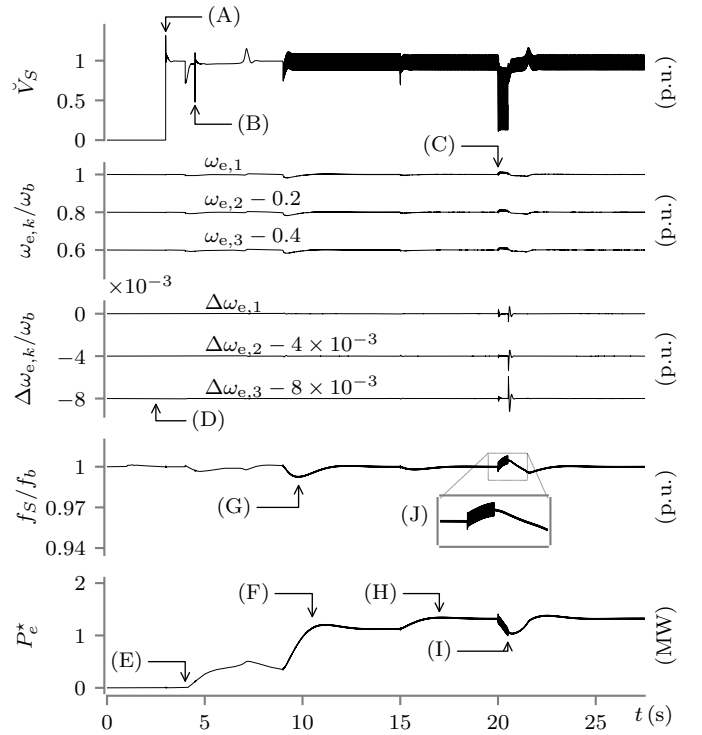 (A)
1
0.5
0
V̆_S
(p.u.)
(B)
(C)
ω_{e,1}
1
ω_{e,2} − 0.2
0.8
ω_{e,3} − 0.4
0.6
ω_{e,k}/ω_b
(p.u.)
×10^{−3}
Δω_{e,1}
0
Δω_{e,2} − 4 × 10^{−3}
−4
Δω_{e,3} − 8 × 10^{−3}
−8
Δω_{e,k}/ω_b
(p.u.)
(D)
1
0.97
0.94
f_S/f_b
(p.u.)
(G)
(J)
2
1
0
P_e^⋆
(MW)
(F)
(H)
(E)
(I)
0 5 10 15 20 25
t (s)